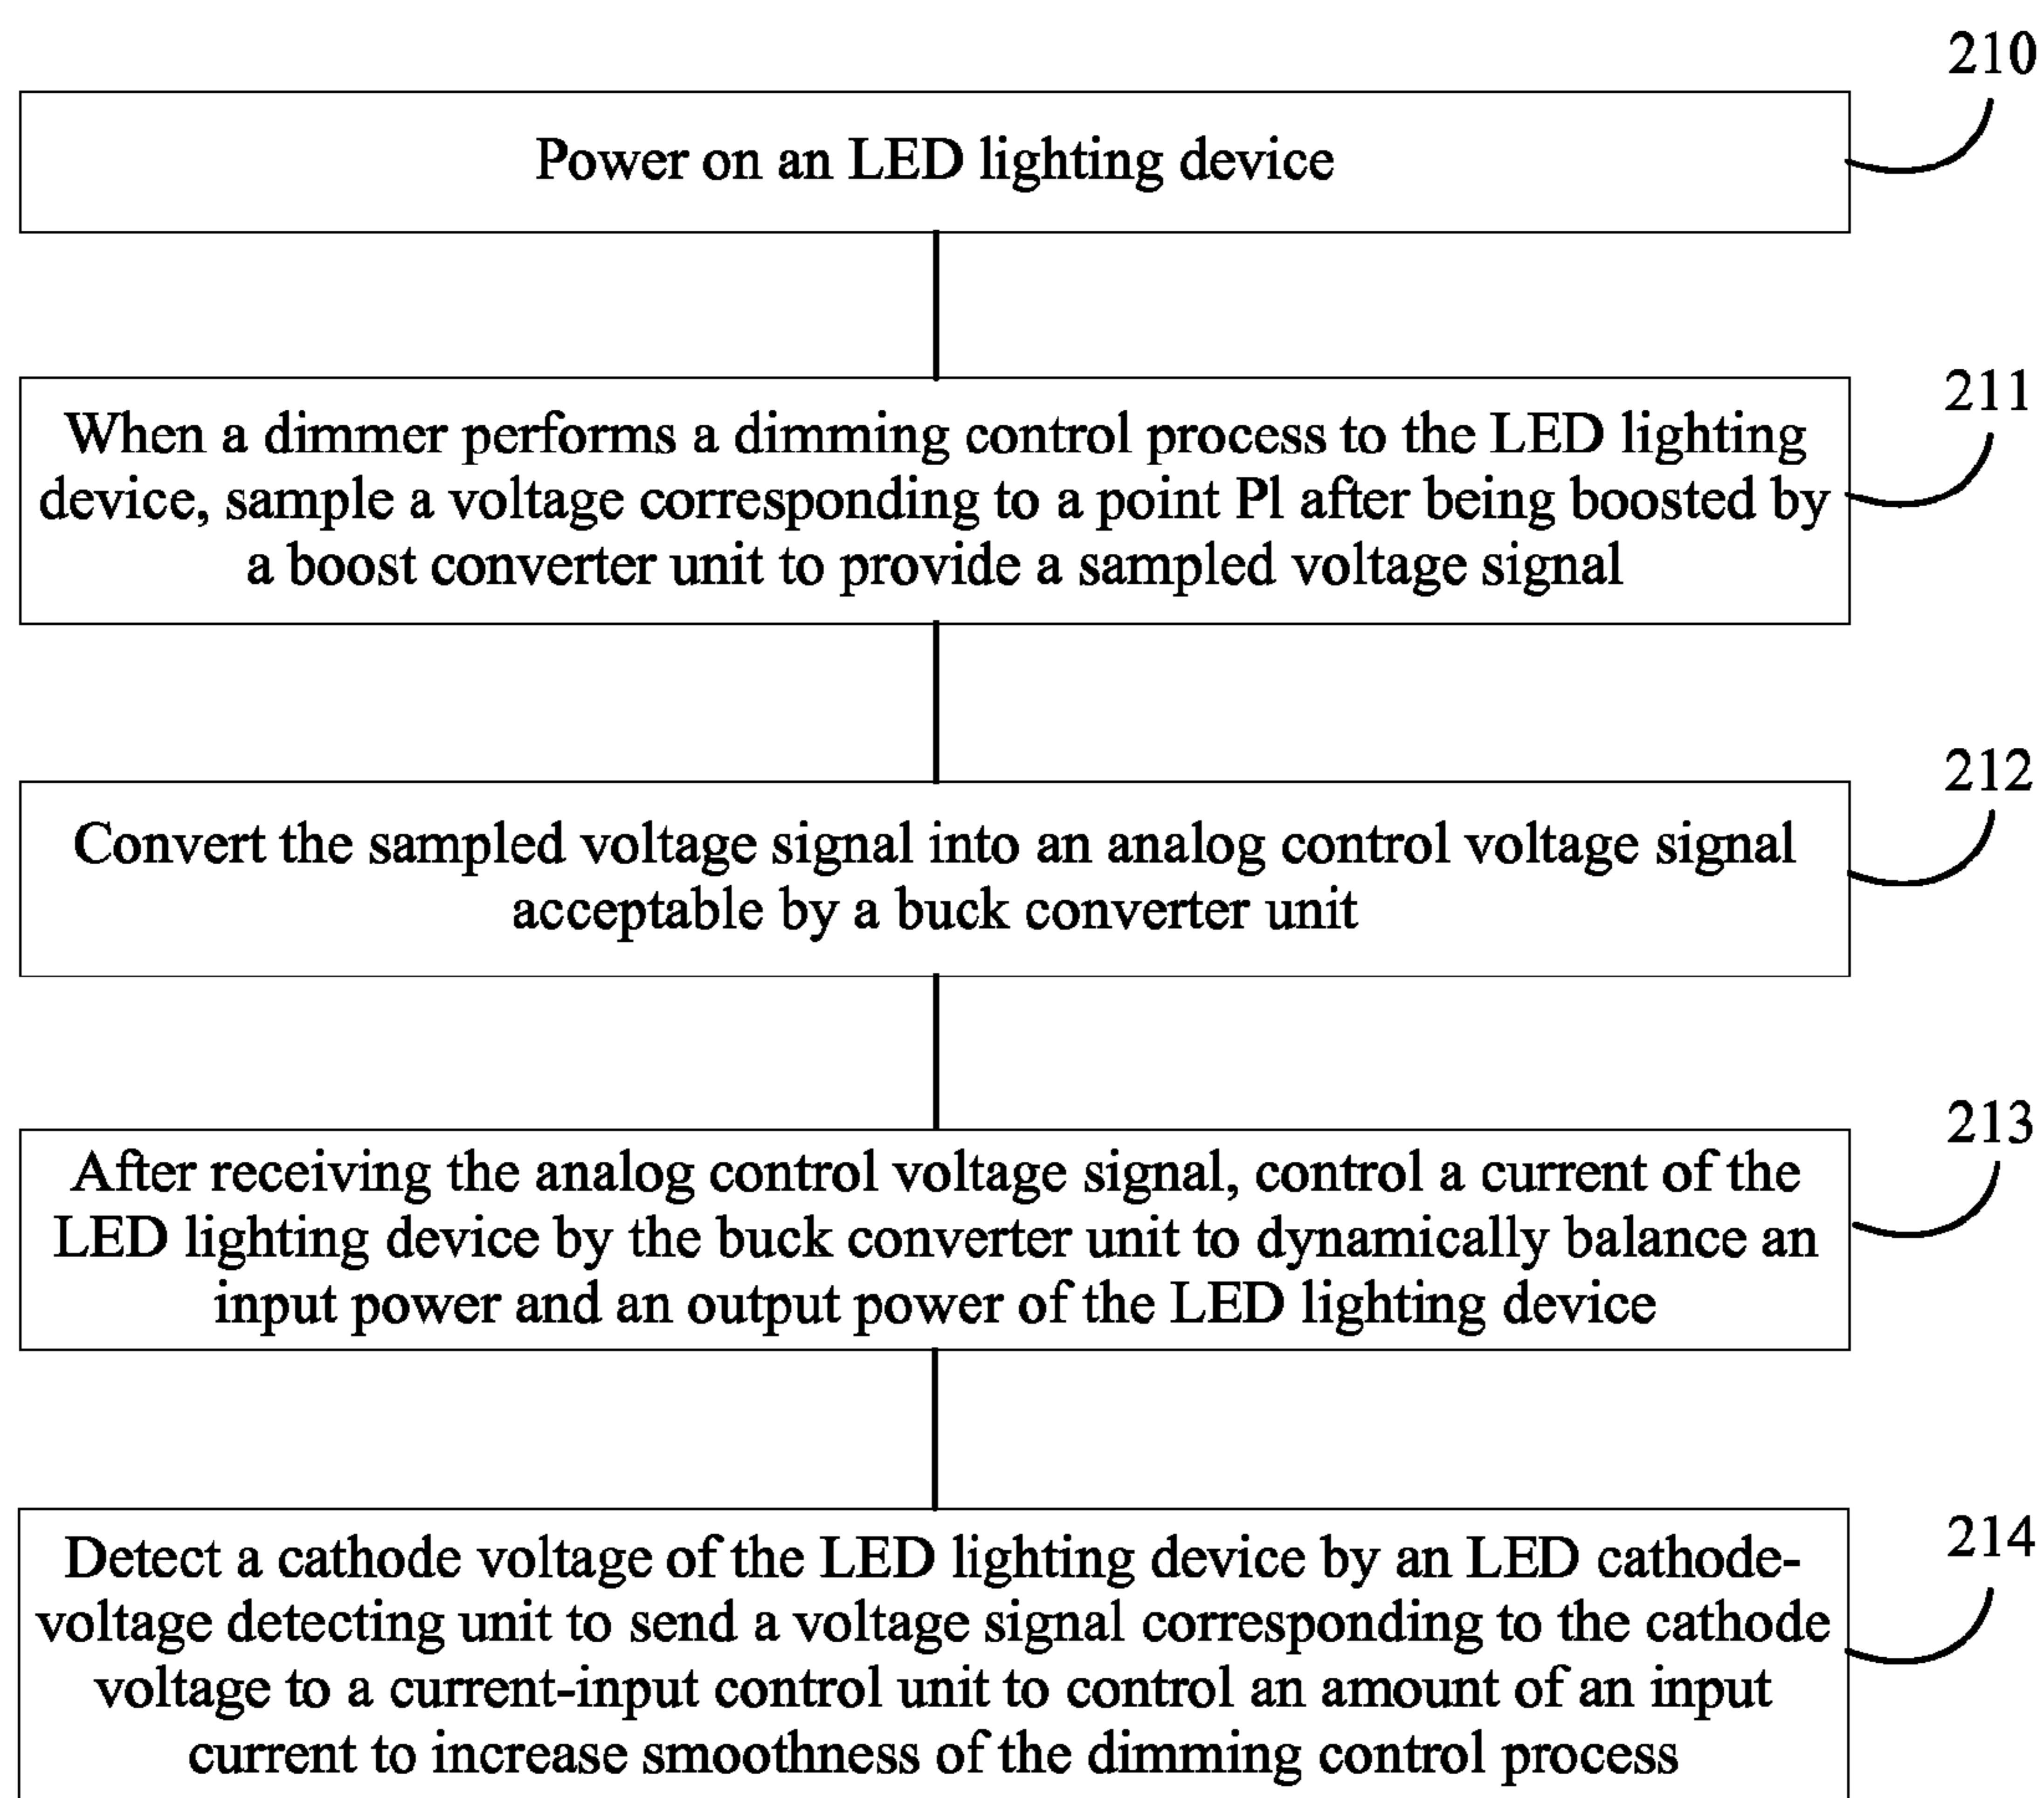 210
Power on an LED lighting device
211
When a dimmer performs a dimming control process to the LED lighting
device, sample a voltage corresponding to a point Pl after being boosted by
a boost converter unit to provide a sampled voltage signal
212
Convert the sampled voltage signal into an analog control voltage signal
acceptable by a buck converter unit
213
After receiving the analog control voltage signal, control a current of the
LED lighting device by the buck converter unit to dynamically balance an
input power and an output power of the LED lighting device
214
Detect a cathode voltage of the LED lighting device by an LED cathode-
voltage detecting unit to send a voltage signal corresponding to the cathode
voltage to a current-input control unit to control an amount of an input
current to increase smoothness of the dimming control process